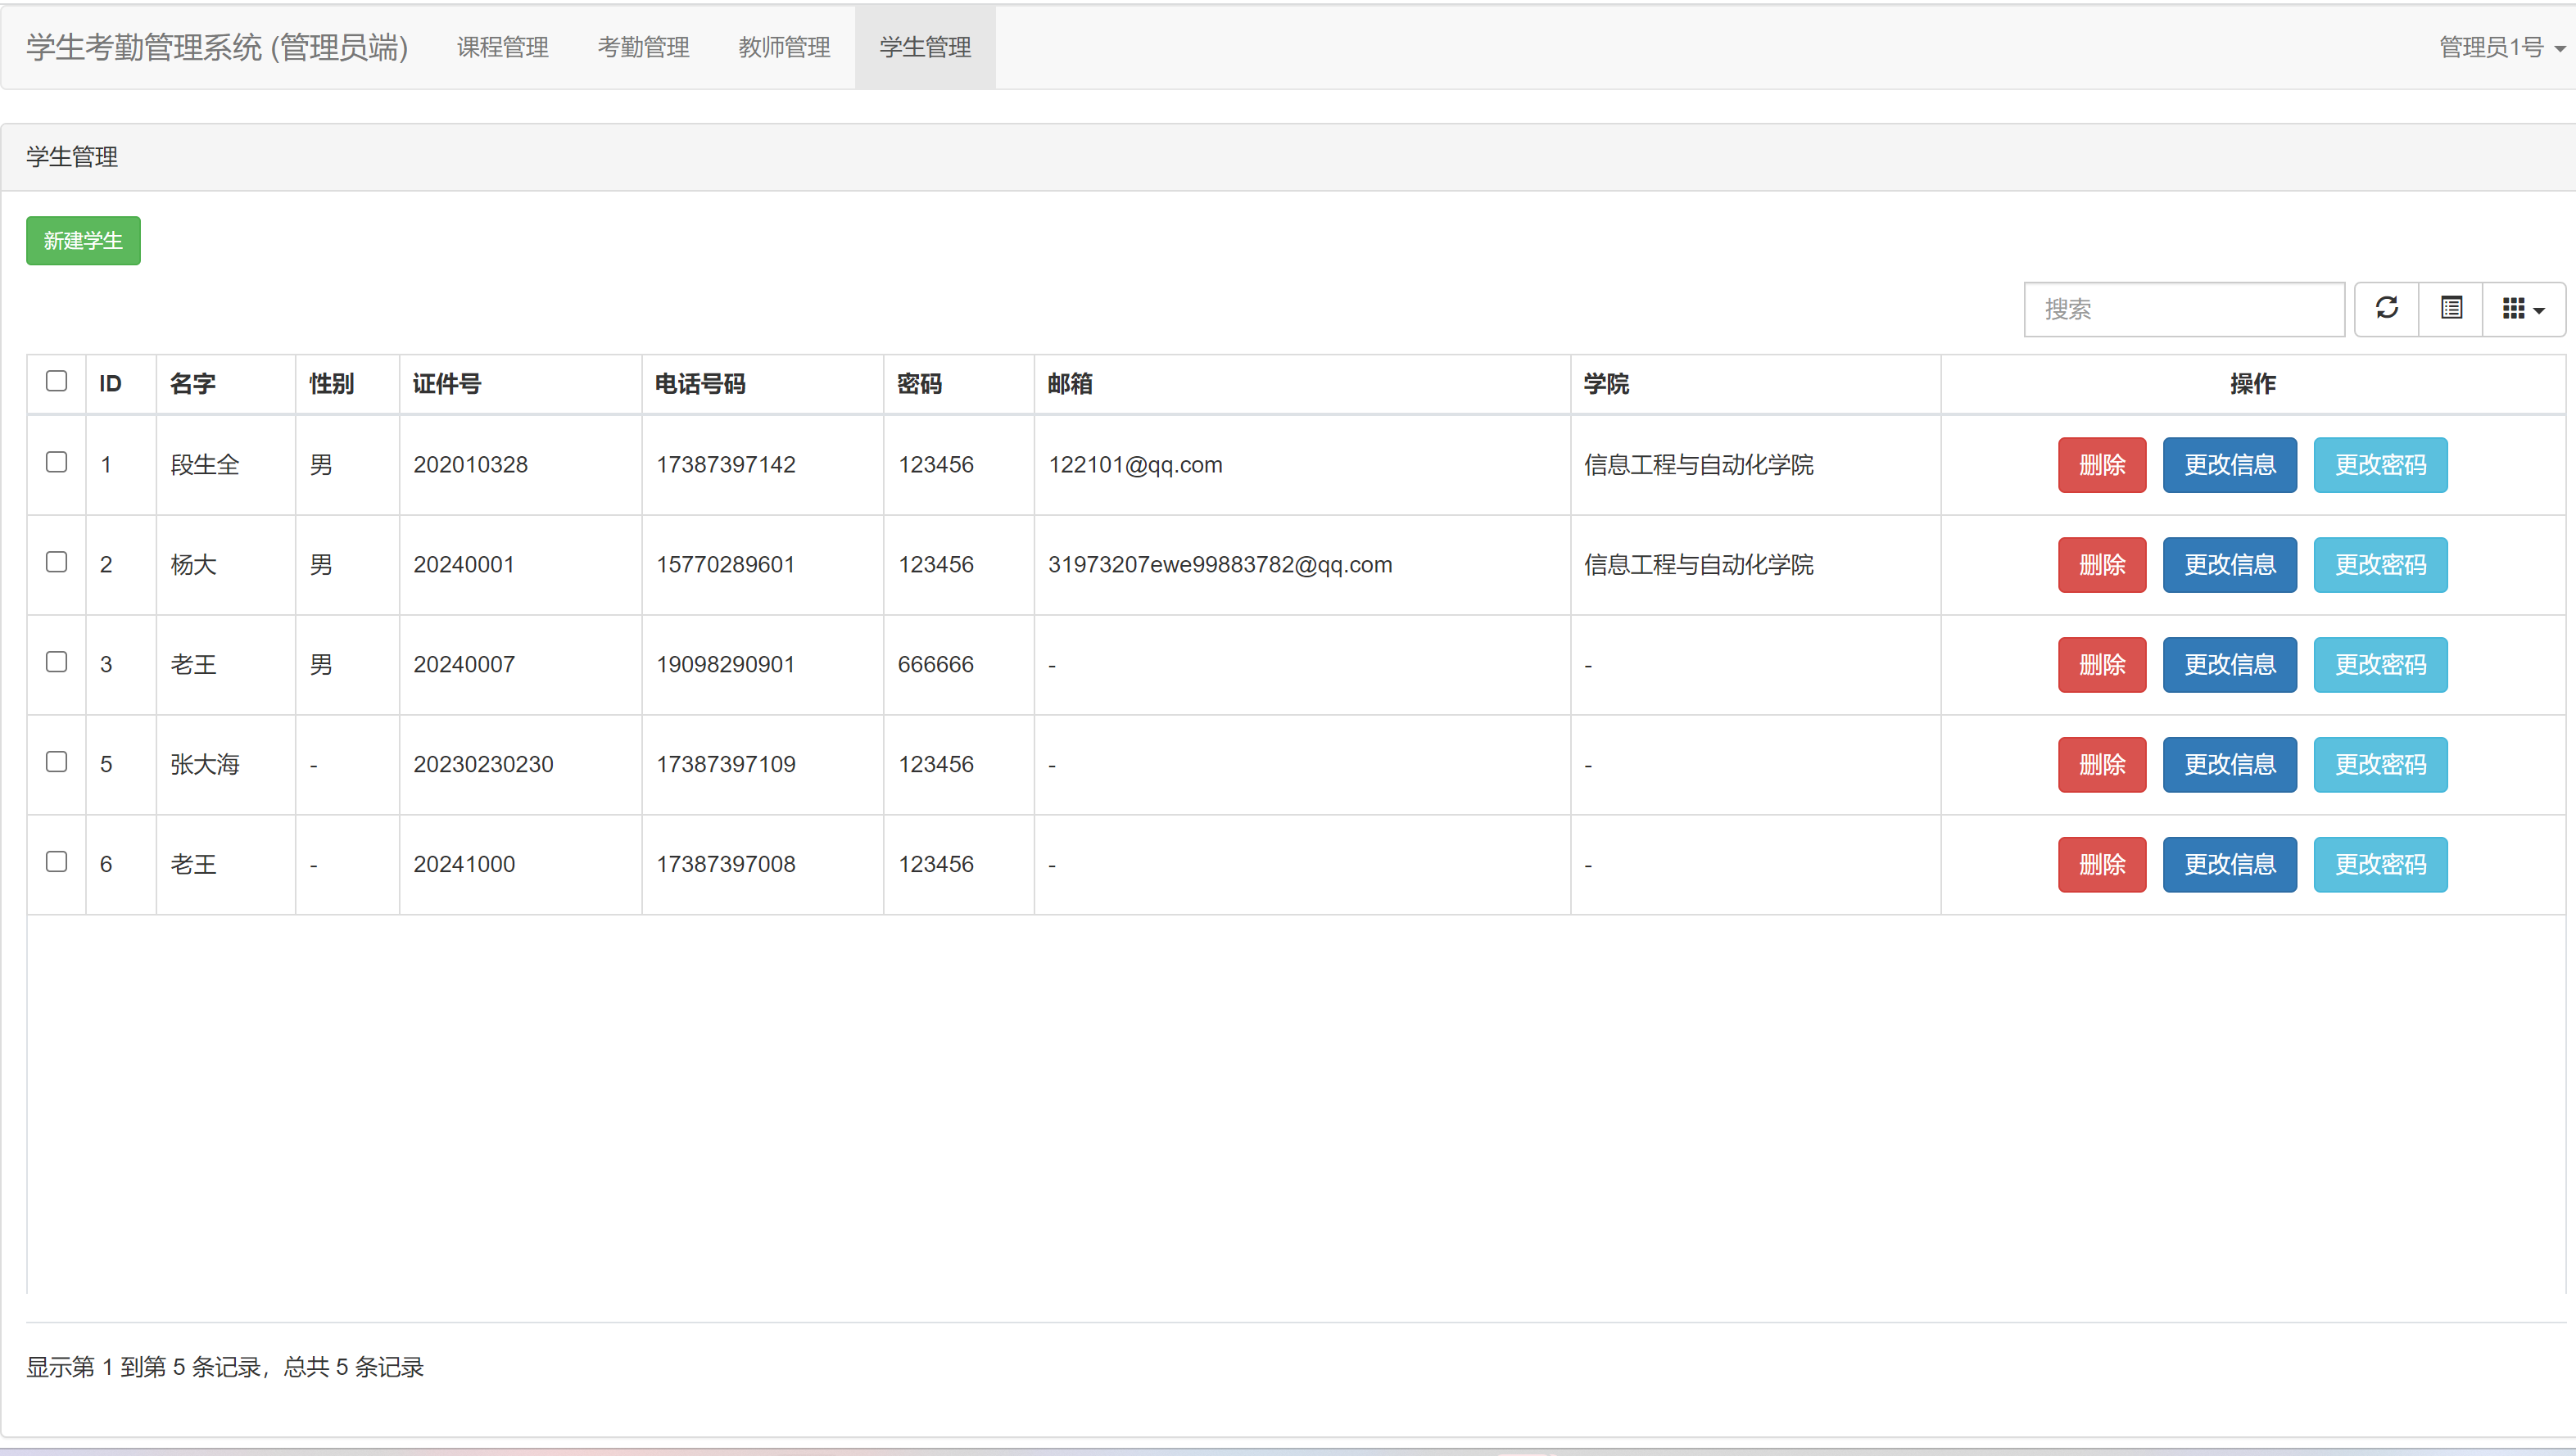 学生考勤管理系统 (管理员端) 课程管理 考勤管理 教师管理 学生管理 管理员1号
学生管理
新建学生
搜索
ID 名字 性别 证件号 电话号码 密码 邮箱 学院 操作
1 段生全 男 202010328 17387397142 123456 122101@qq.com 信息工程与自动化学院 删除 更改信息 更改密码
2 杨大 男 20240001 15770289601 123456 31973207ewe99883782@qq.com 信息工程与自动化学院 删除 更改信息 更改密码
3 老王 男 20240007 19098290901 666666 - - 删除 更改信息 更改密码
5 张大海 - 20230230230 17387397109 123456 - - 删除 更改信息 更改密码
6 老王 - 20241000 17387397008 123456 - - 删除 更改信息 更改密码
显示第 1 到第 5 条记录，总共 5 条记录